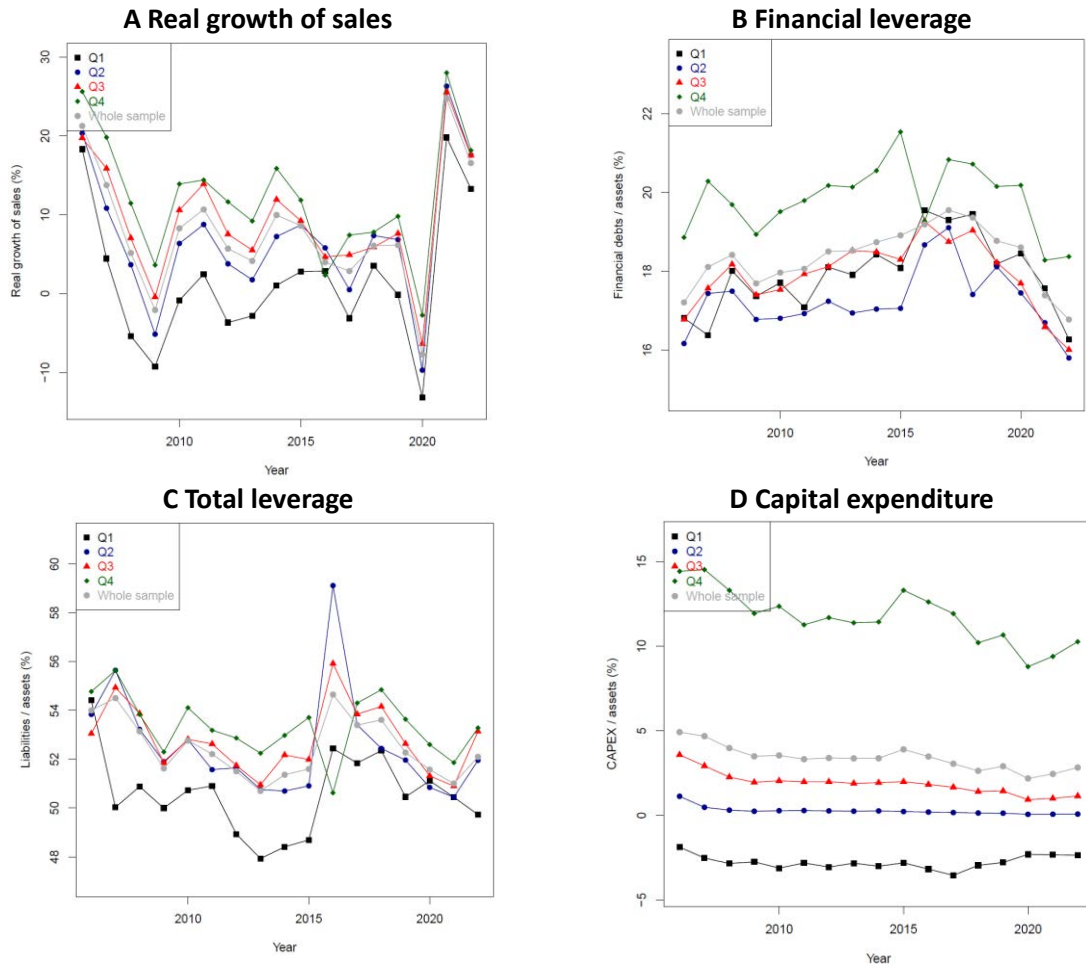 A Real growth of sales
Q1
Q2
Q3
Q4
Whole sample
30
20
10
0
−10
Real growth of sales (%)
2010
2015
2020
Year
B Financial leverage
Q1
Q2
Q3
Q4
Whole sample
22
20
18
16
Financial debts / assets (%)
2010
2015
2020
Year
C Total leverage
Q1
Q2
Q3
Q4
Whole sample
60
58
56
54
52
50
48
Liabilities / assets (%)
2010
2015
2020
Year
D Capital expenditure
Q1
Q2
Q3
Q4
Whole sample
15
10
5
0
−5
CAPEX / assets (%)
2010
2015
2020
Year